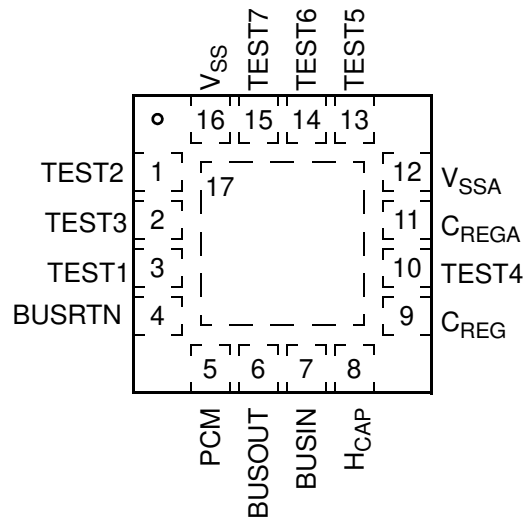 VSS
TEST7
TEST6
TEST5
16 15 14 13
17
TEST2 1
TEST3 2
TEST1 3
BUSRTN 4
12 VSSA
11 CREGA
10 TEST4
9 CREG
5 6 7 8
PCM
BUSOUT
BUSIN
HCAP